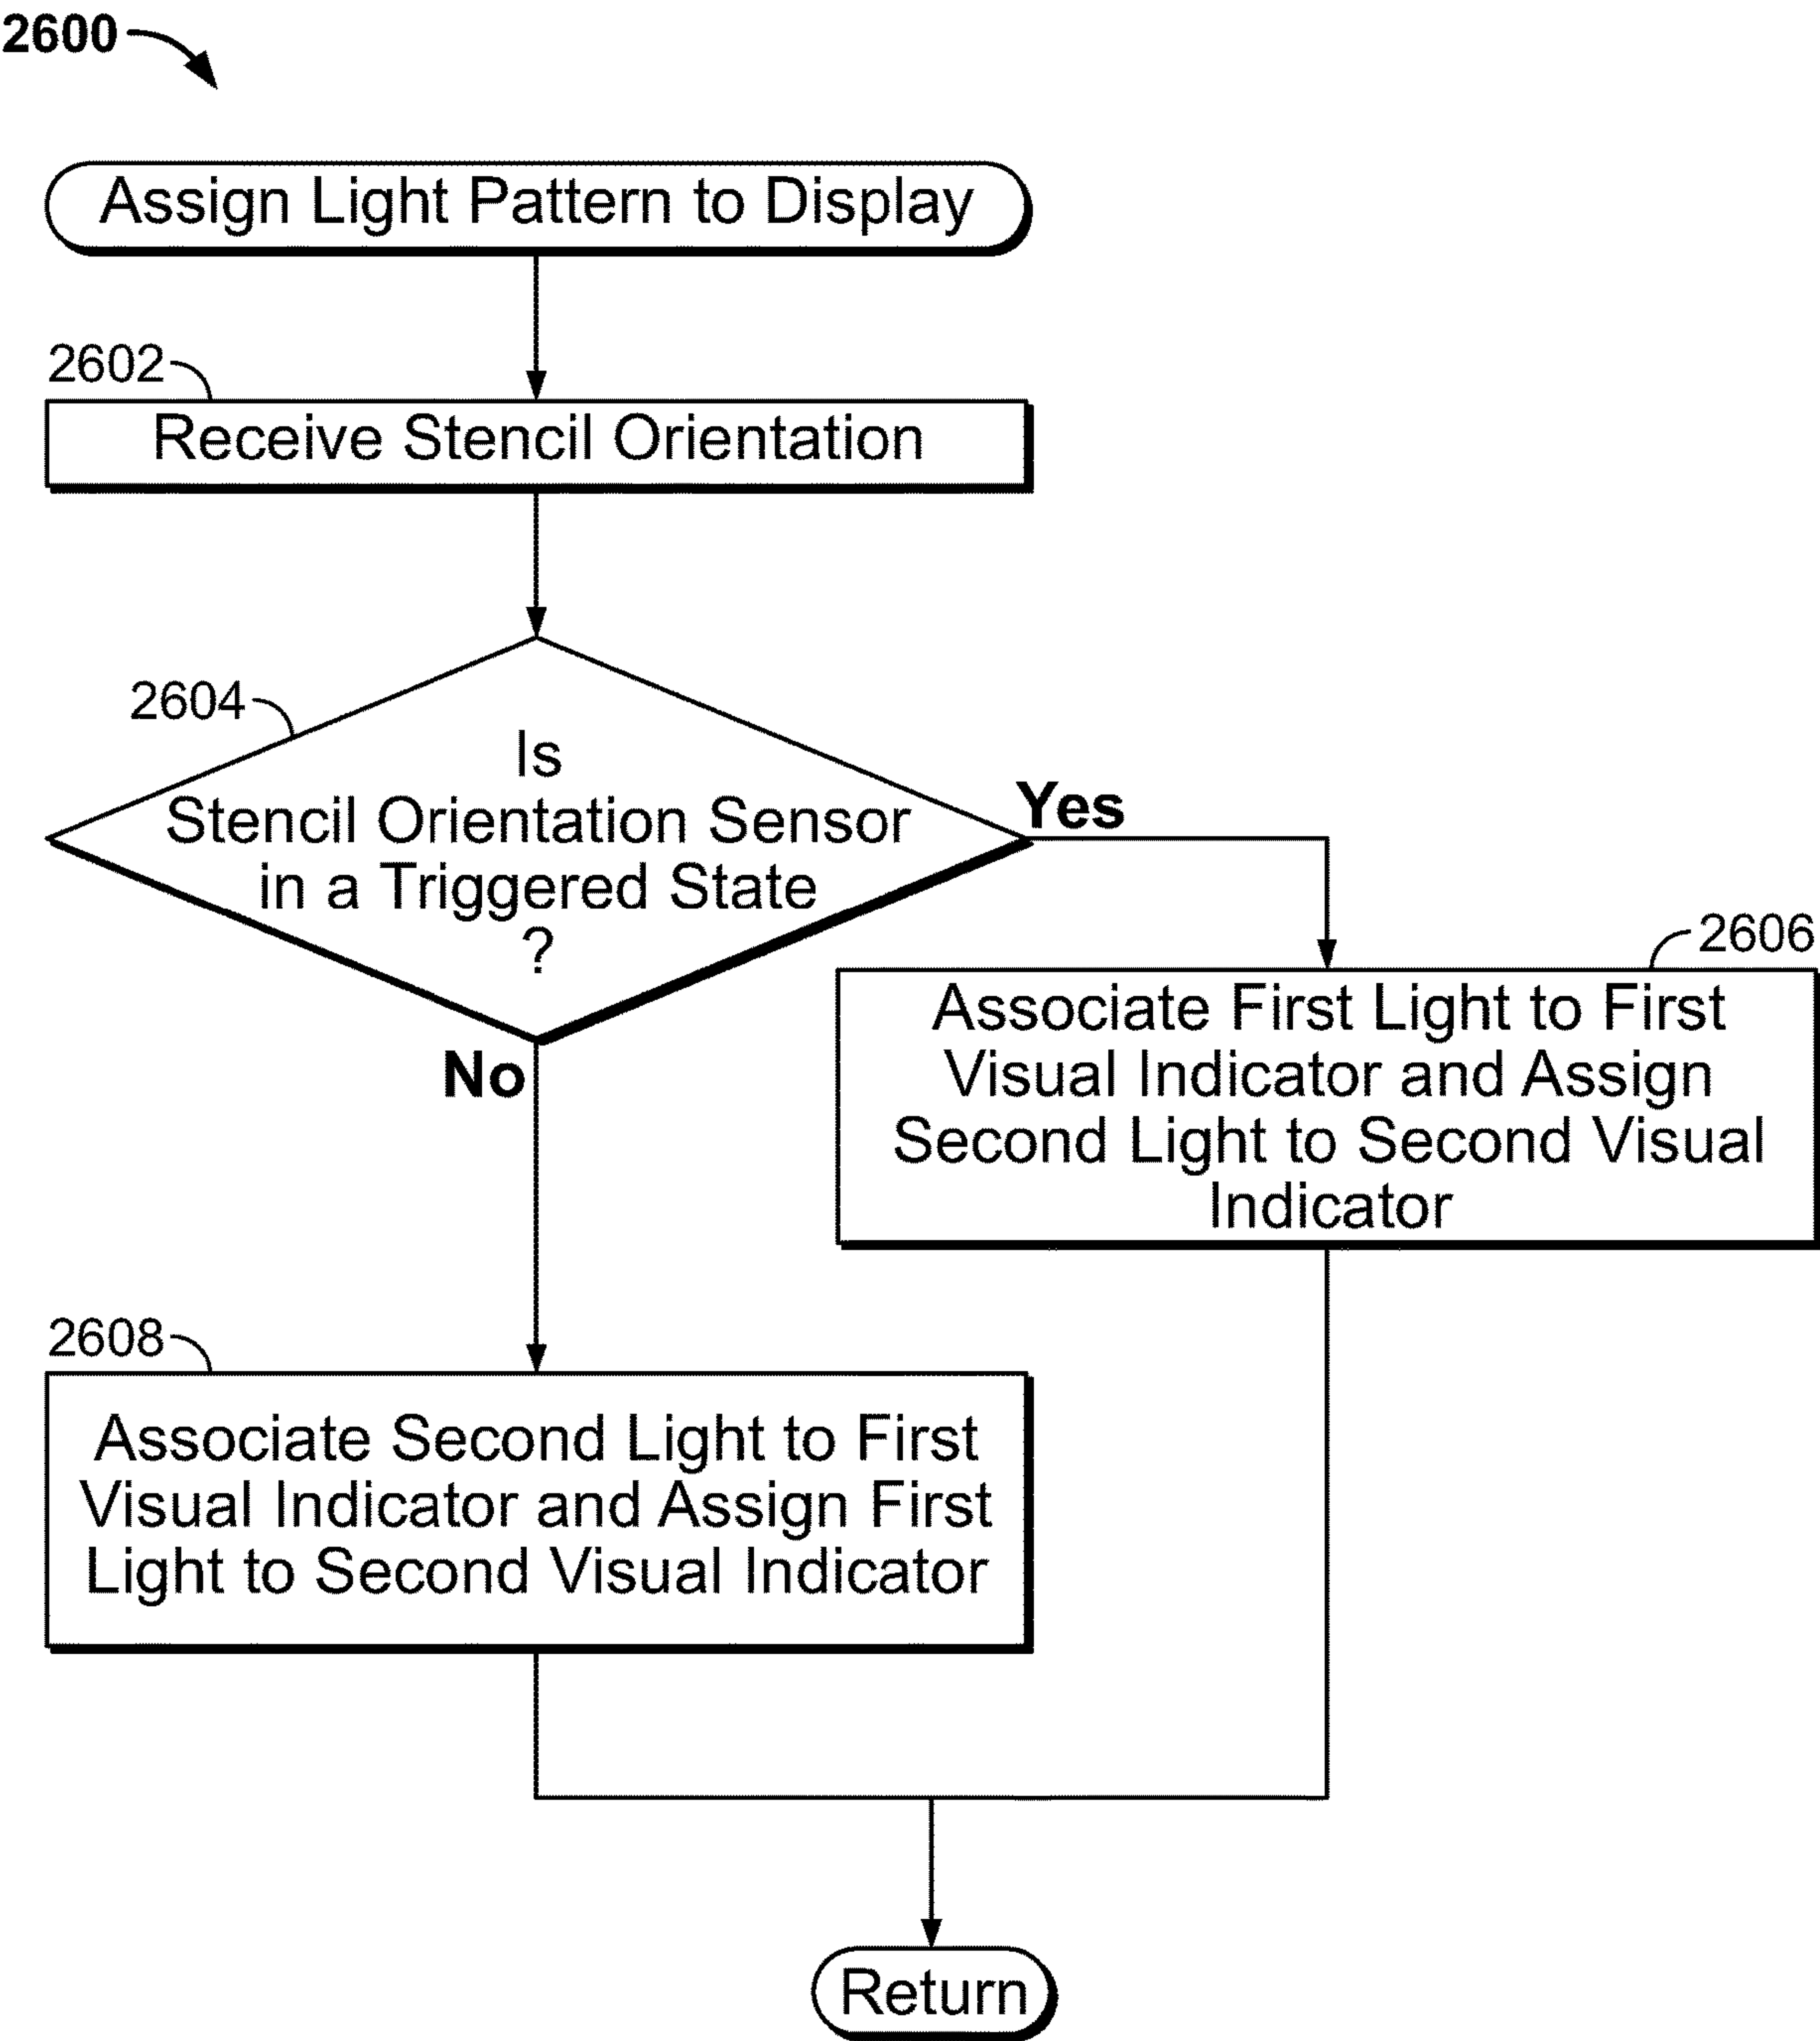 2600
Assign Light Pattern to Display
2602
Receive Stencil Orientation
2604
Is
Stencil Orientation Sensor
in a Triggered State
?
Yes
No
2606
Associate First Light to First
Visual Indicator and Assign
Second Light to Second Visual
Indicator
2608
Associate Second Light to First
Visual Indicator and Assign First
Light to Second Visual Indicator
Return